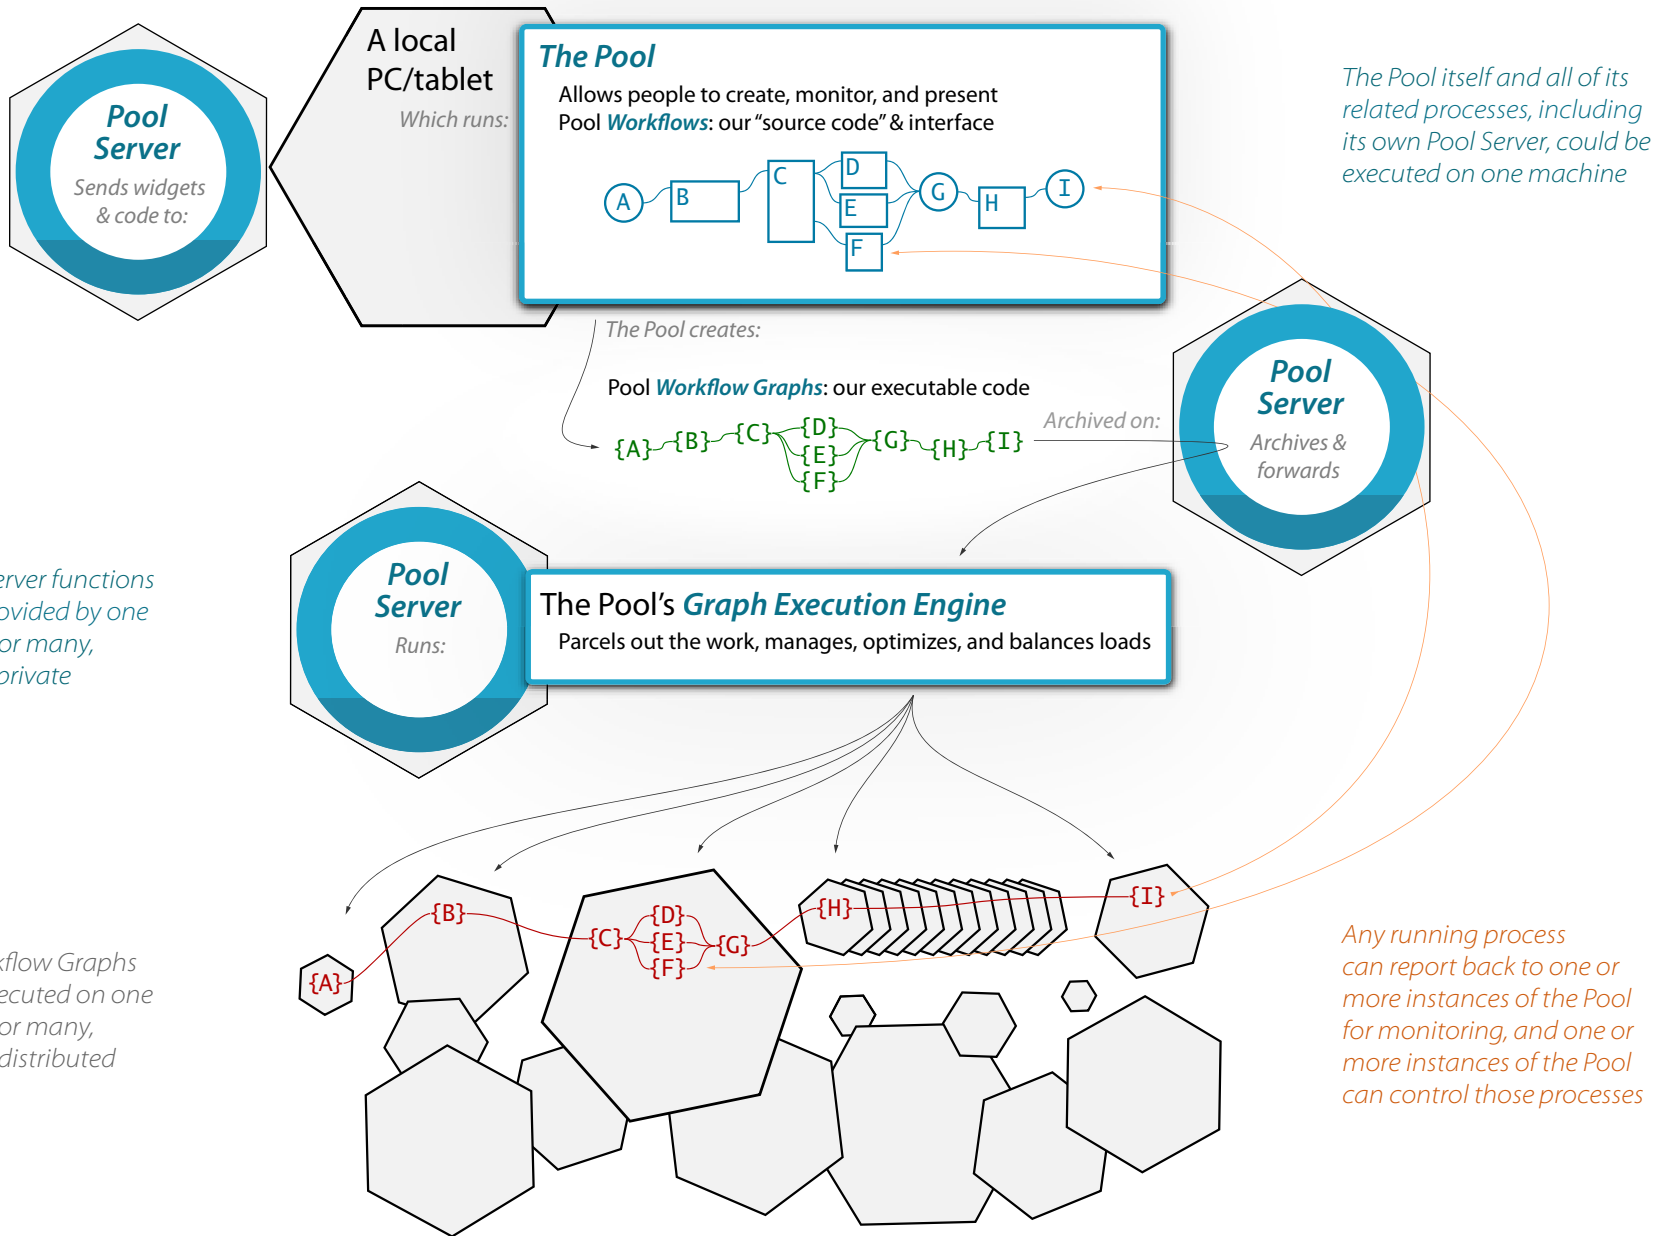 Pool
Server
Sends widgets
& code to:
A local
PC/tablet
Which runs:
The Pool
Allows people to create, monitor, and present
Pool Workflows: our “source code” & interface
A
B
C
D
E
F
G
H
I
The Pool itself and all of its
related processes, including
its own Pool Server, could be
executed on one machine
The Pool creates:
Pool Workflow Graphs: our executable code
{A}
{B}
{C}
{D}
{E}
{F}
{G}
{H}
{I}
Archived on:
Pool
Server
Archives &
forwards
erver functions
ovided by one
or many,
private
Pool
Server
Runs:
The Pool’s Graph Execution Engine
Parcels out the work, manages, optimizes, and balances loads
{A}
{B}
{C}
{D}
{E}
{F}
{G}
{H}
{I}
kflow Graphs
ecuted on one
or many,
distributed
Any running process
can report back to one or
more instances of the Pool
for monitoring, and one or
more instances of the Pool
can control those processes